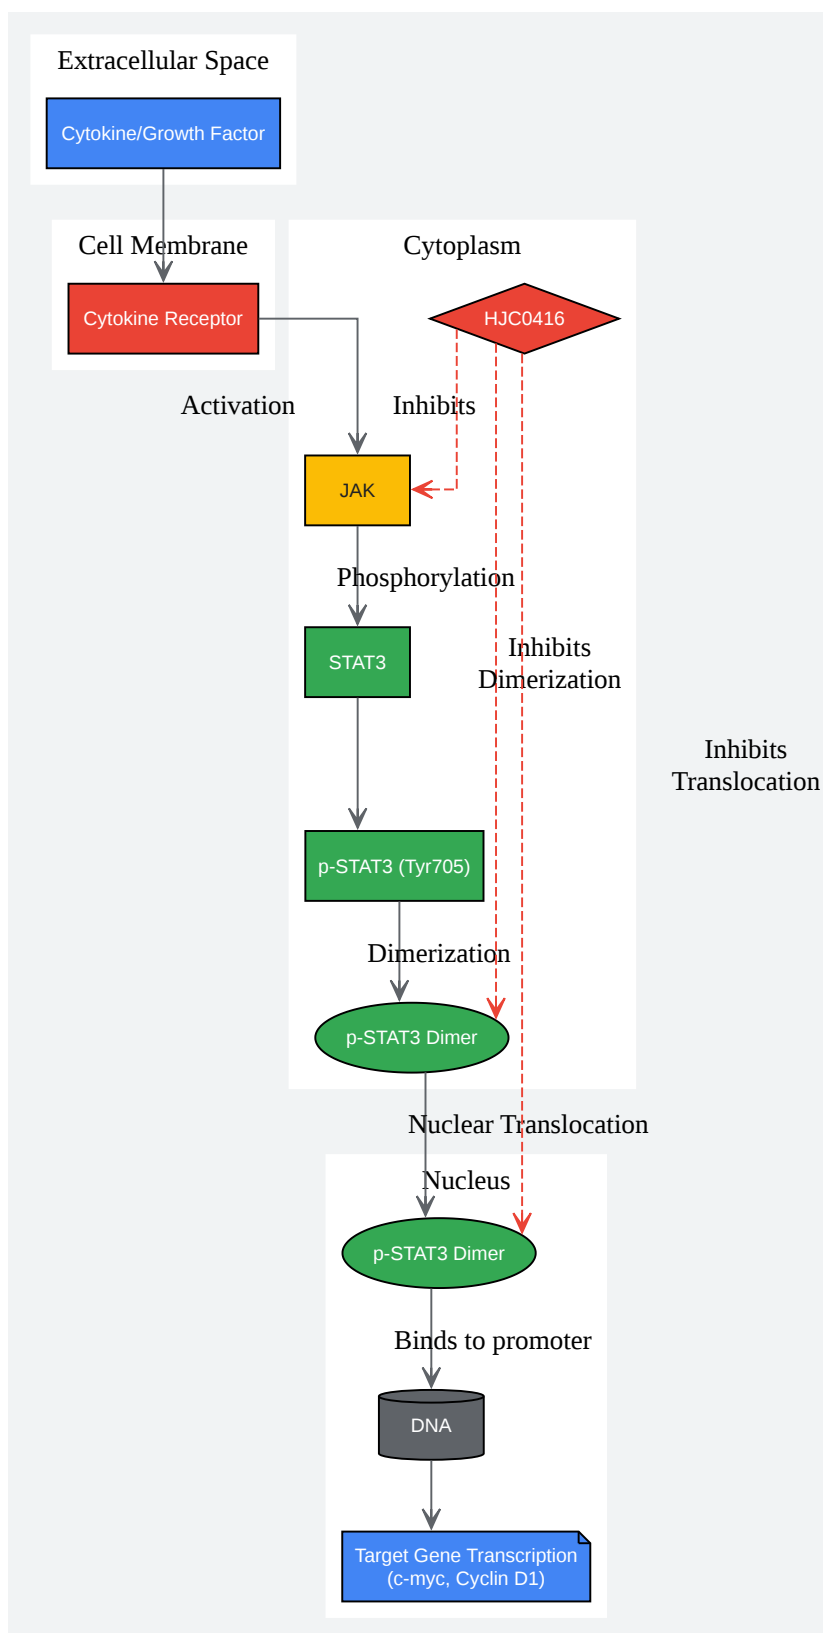 Extracellular Space
Cytokine/Growth Factor
Cell Membrane
Cytoplasm
Cytokine Receptor
HJC0416
Activation
Inhibits
JAK
Phosphorylation
STAT3
Inhibits
Dimerization
Inhibits
Translocation
p-STAT3 (Tyr705)
Dimerization
p-STAT3 Dimer
Nuclear Translocation
Nucleus
p-STAT3 Dimer
Binds to promoter
DNA
Target Gene Transcription
(c-myc, Cyclin D1)